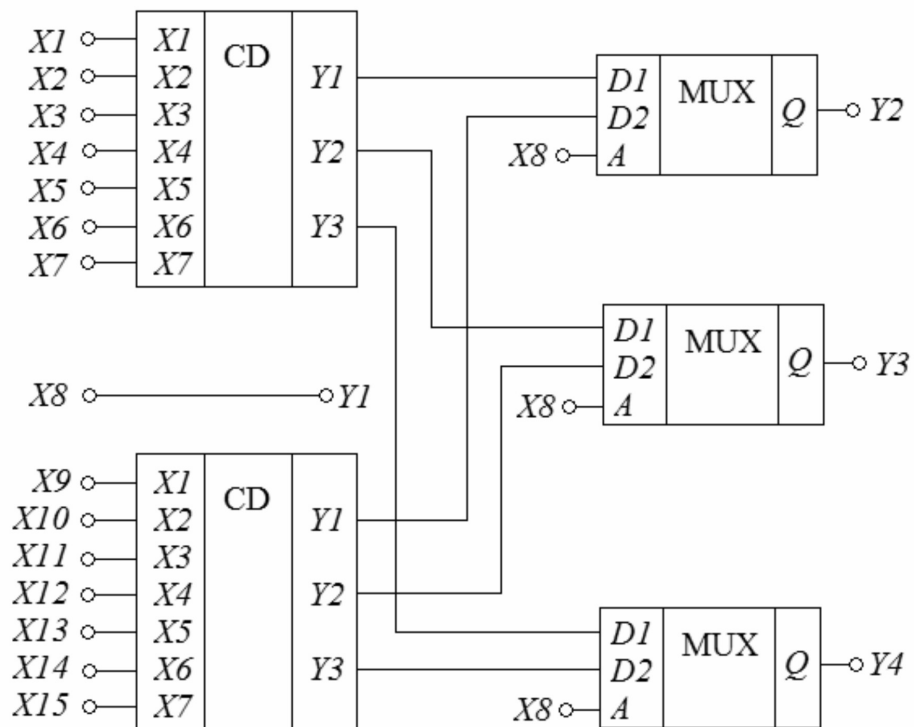 X1 X1 CD
X2 X2 Y1 D1 MUX
X3 X3 D2 Q Y2
X4 X4 Y2 X8 A
X5 X5
X6 X6 Y3
X7 X7
D1 MUX
D2 Q Y3
X8 Y1 X8 A
X9 X1 CD
X10 X2 Y1
X11 X3
X12 X4 Y2
X13 X5 D1 MUX
X14 X6 Y3 D2 Q Y4
X15 X7 X8 A